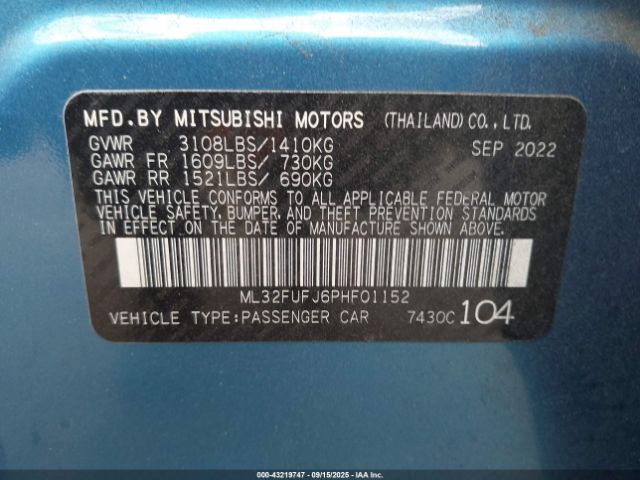 MFD.BY MITSUBISHI MOTORS (THAILAND)CO.,LTD.
GVWR 3108LBS/1410KG SEP 2022
GAWR FR 1609LBS/ 730KG
GAWR RR 1521LBS/ 690KG
THIS VEHICLE CONFORMS TO ALL APPLICABLE FEDERAL MOTOR
VEHICLE SAFETY, BUMPER, AND THEFT PREVENTION STANDARDS
IN EFFECT ON THE DATE OF MANUFACTURE SHOWN ABOVE.
ML32FUFJ6PHF01152
VEHICLE TYPE:PASSENGER CAR 7430C 104
000-43219747 - 09/15/2025 - COPYRIGHT IAA, LLC.